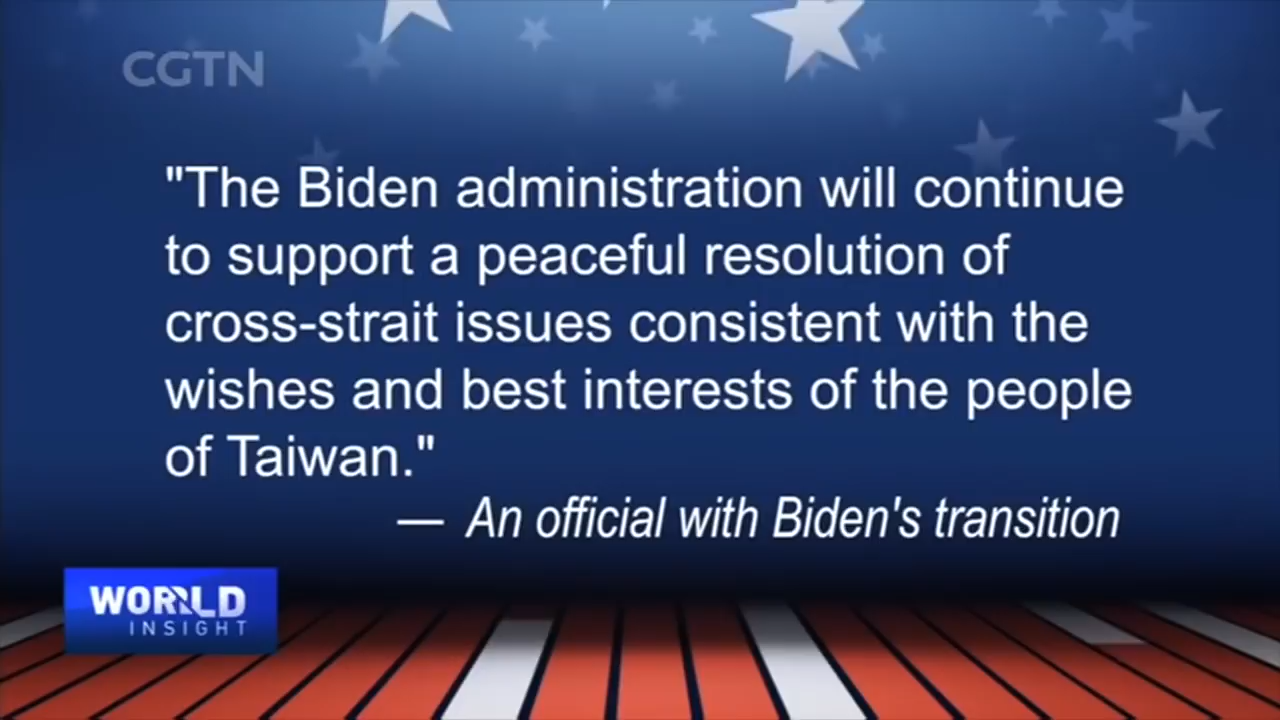 CGTN
"The Biden administration will continue
to support a peaceful resolution of
cross-strait issues consistent with the
wishes and best interests of the people
of Taiwan."
— An official with Biden's transition
WORLD
INSIGHT